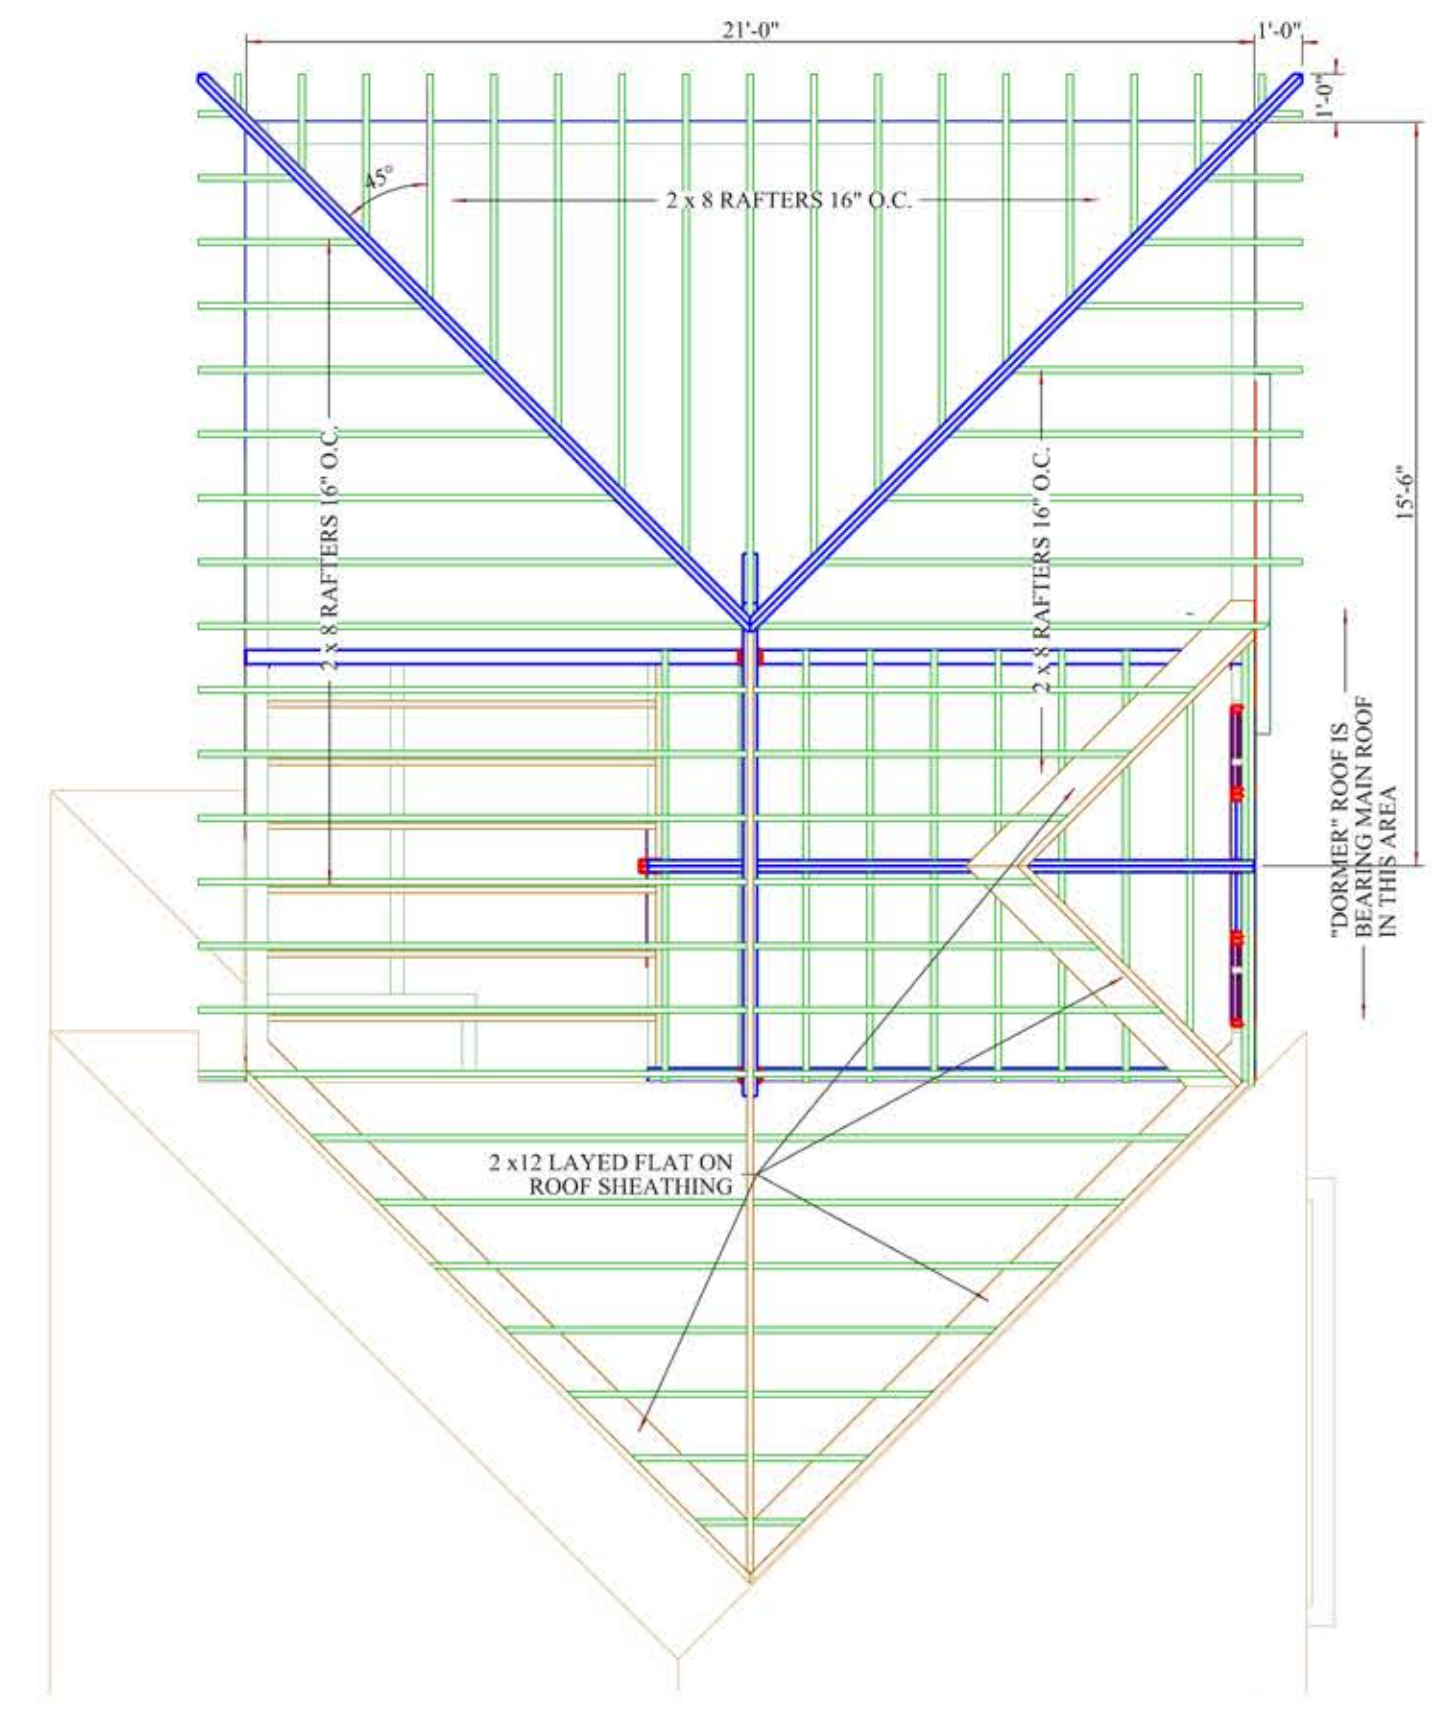 21'-0"
1'-0"
1'-0"
45°
2 x 8 RAFTERS 16" O.C.
2 x 8 RAFTERS 16" O.C.
2 x 8 RAFTERS 16" O.C.
15'-6"
"DORMER" ROOF IS
BEARING MAIN ROOF
IN THIS AREA
2 x12 LAYED FLAT ON
ROOF SHEATHING